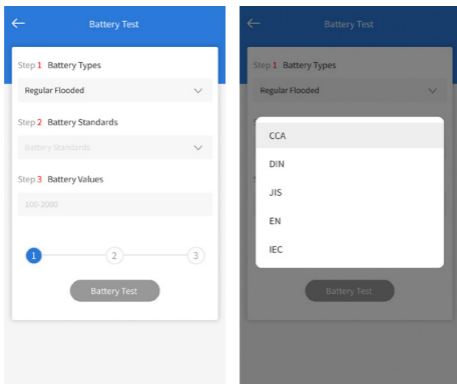 Battery Test
Step 1 Battery Types
Regular Flooded
Step 2 Battery Standards
Battery Standards
Step 3 Battery Values
100-2000
1 2 3
Battery Test
Battery Test
Step 1 Battery Types
Regular Flooded
CCA
DIN
JIS
EN
IEC
Battery Test